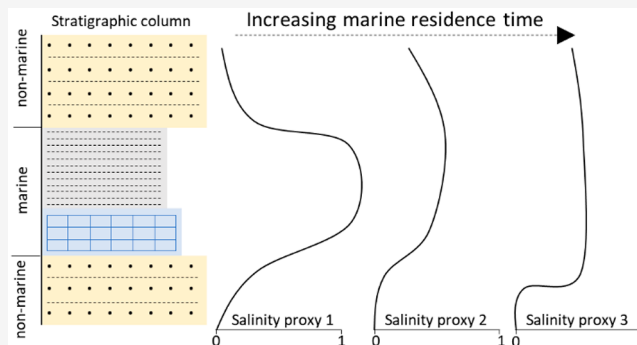 Stratigraphic column
Increasing marine residence time
non-marine
marine
non-marine
Salinity proxy 1
Salinity proxy 2
Salinity proxy 3
0
1
0
1
0